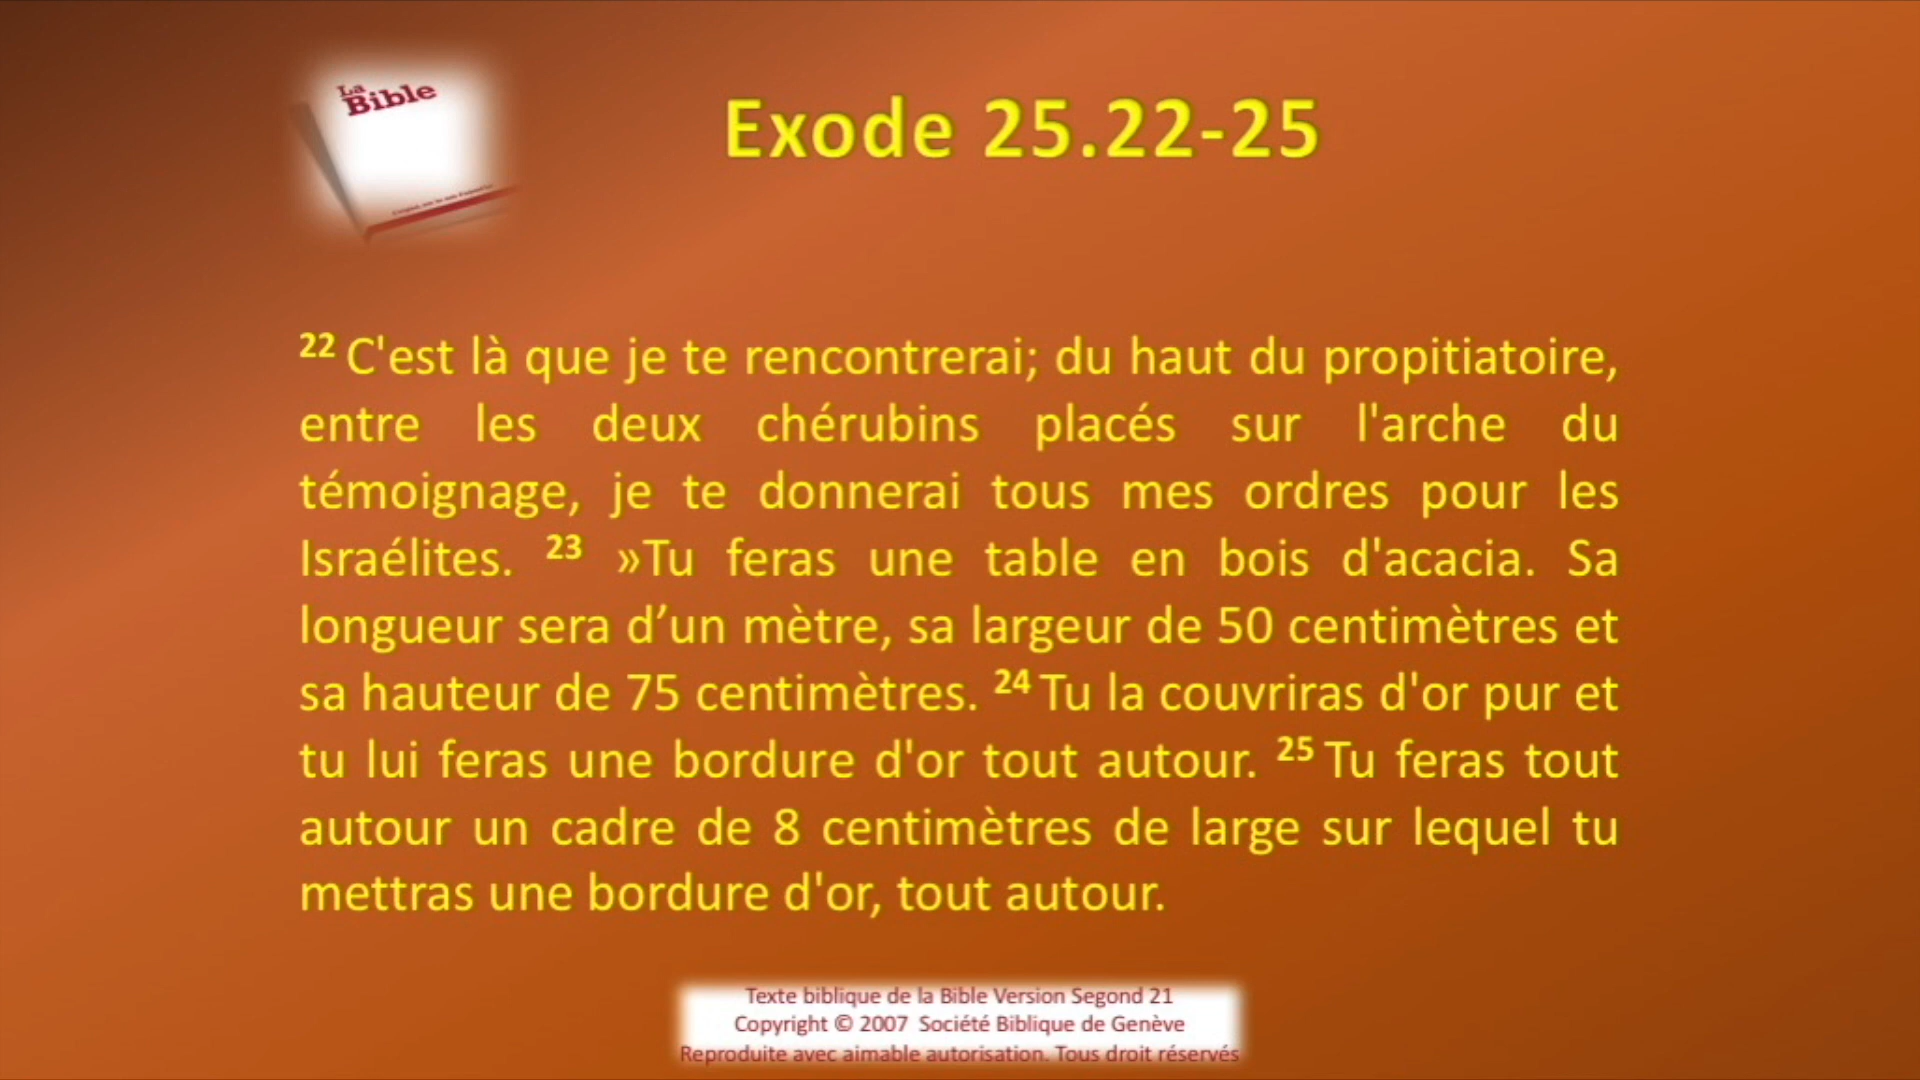 La
Bible
Exode 25.22-25
22 C'est là que je te rencontrerai; du haut du propitiatoire,
entre les deux chérubins placés sur l'arche du
témoignage, je te donnerai tous mes ordres pour les
Israélites. 23 »Tu feras une table en bois d'acacia. Sa
longueur sera d’un mètre, sa largeur de 50 centimètres et
sa hauteur de 75 centimètres. 24 Tu la couvriras d'or pur et
tu lui feras une bordure d'or tout autour. 25 Tu feras tout
autour un cadre de 8 centimètres de large sur lequel tu
mettras une bordure d'or, tout autour.
Texte biblique de la Bible Version Segond 21
Copyright © 2007 Société Biblique de Genève
Reproduite avec aimable autorisation. Tous droit réservés